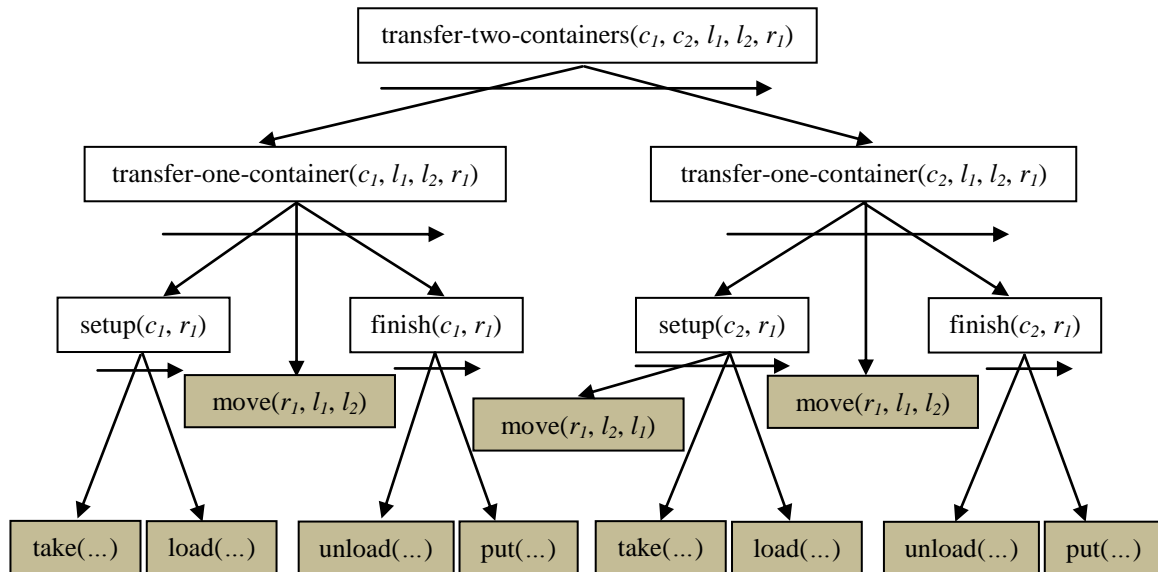 transfer-two-containers(c1, c2, l1, l2, r1)
transfer-one-container(c1, l1, l2, r1)
transfer-one-container(c2, l1, l2, r1)
setup(c1, r1)
finish(c1, r1)
setup(c2, r1)
finish(c2, r1)
move(r1, l1, l2)
move(r1, l2, l1)
move(r1, l1, l2)
take(...)
load(...)
unload(...)
put(...)
take(...)
load(...)
unload(...)
put(...)